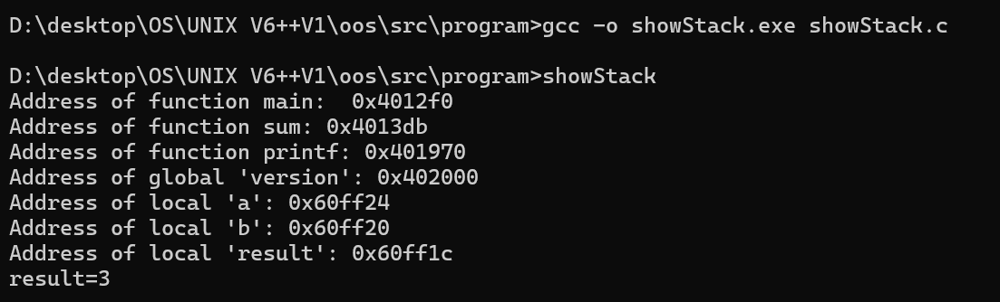 D:\desktop\OS\UNIX V6++V1\oos\src\program>gcc -o showStack.exe showStack.c
D:\desktop\OS\UNIX V6++V1\oos\src\program>showStack
Address of function main:  0x4012f0
Address of function sum: 0x4013db
Address of function printf: 0x401970
Address of global 'version': 0x402000
Address of local 'a': 0x60ff24
Address of local 'b': 0x60ff20
Address of local 'result': 0x60ff1c
result=3